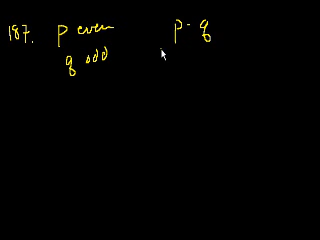 187. p even p - q
q odd